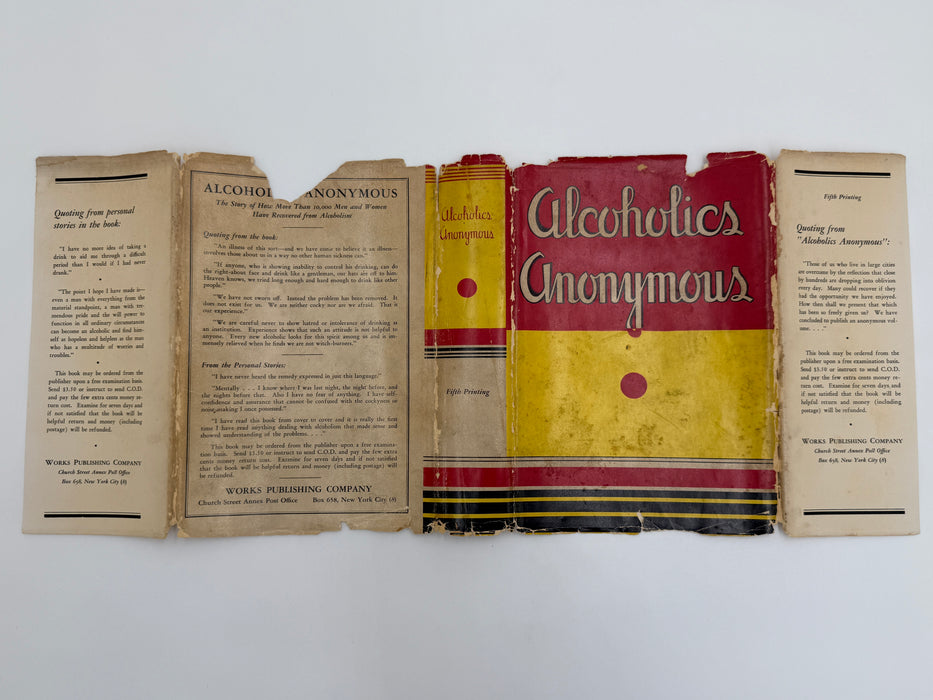 Quoting from personal
stories in the book:
"I have no more idea of taking a
drink to aid me through a difficult
period than I would if I had never
drunk."
"The point I hope I have made is—
even a man with everything from the
material standpoint, a man with tre-
mendous pride and the will power to
function in all ordinary circumstances
can become an alcoholic and find him-
self as hopeless and helpless as the man
who has a multitude of worries and
troubles."
This book may be ordered from the
publisher upon a free examination basis.
Send $3.50 or instruct to send C.O.D.
and pay the few extra cents money re-
turn cost. Examine for seven days and
if not satisfied that the book will be
helpful return and money (including
postage) will be refunded.
WORKS PUBLISHING COMPANY
Church Street Annex Post Office
Box 658, New York City (8)
ALCOHOL ANONYMOUS
The Story of How More Than 10,000 Men and Women
Have Recovered from Alcoholism
Quoting from the book:
"An illness of this sort—and we have come to believe it an illness—
involves those about us in a way no other human sickness can."
"If anyone, who is showing inability to control his drinking, can do
the right-about face and drink like a gentleman, our hats are off to him.
Heaven knows, we tried long enough and hard enough to drink like other
people."
"We have not sworn off. Instead the problem has been removed. It
does not exist for us. We are neither cocky nor are we afraid. That is
our experience."
"We are careful never to show hatred or intolerance of drinking as
an institution. Experience shows that such an attitude is not helpful to
anyone. Every new alcoholic looks for this spirit among us and is im-
mensely relieved when he finds we are not witch-burners."
From the Personal Stories:
"I have never heard the remedy expressed in just this language!"
"Mentally . . . I know where I was last night, the night before, and
the nights before that. Also I have no fear of anything. I have self-
confidence and assurance that cannot be confused with the cockyness or
noise-making I once possessed."
"I have read this book from cover to cover and it is really the first
time I have read anything dealing with alcoholism that made sense and
showed understanding of the problems. . . .
This book may be ordered from the publisher upon a free examina-
tion basis. Send $3.50 or instruct to send C.O.D. and pay the few extra
cents money return cost. Examine for seven days and if not satisfied
that the book will be helpful return and money (including postage) will
be refunded.
WORKS PUBLISHING COMPANY
Church Street Annex Post Office Box 658, New York City (8)
Alcoholics
Anonymous
Fifth Printing
Alcoholics
Anonymous
Fifth Printing
Quoting from
"Alcoholics Anonymous":
"Those of us who live in large cities
are overcome by the reflection that close
by hundreds are dropping into oblivion
every day. Many could recover if they
had the opportunity we have enjoyed.
How then shall we present that which
has been so freely given us? We have
concluded to publish an anonymous vol-
ume. . . ."
This book may be ordered from the
publisher upon a free examination basis.
Send $3.50 or instruct to send C.O.D.
and pay the few extra cents money re-
turn cost. Examine for seven days and
if not satisfied that the book will be
helpful return and money (including
postage) will be refunded.
WORKS PUBLISHING COMPANY
Church Street Annex Post Office
Box 658, New York City (8)